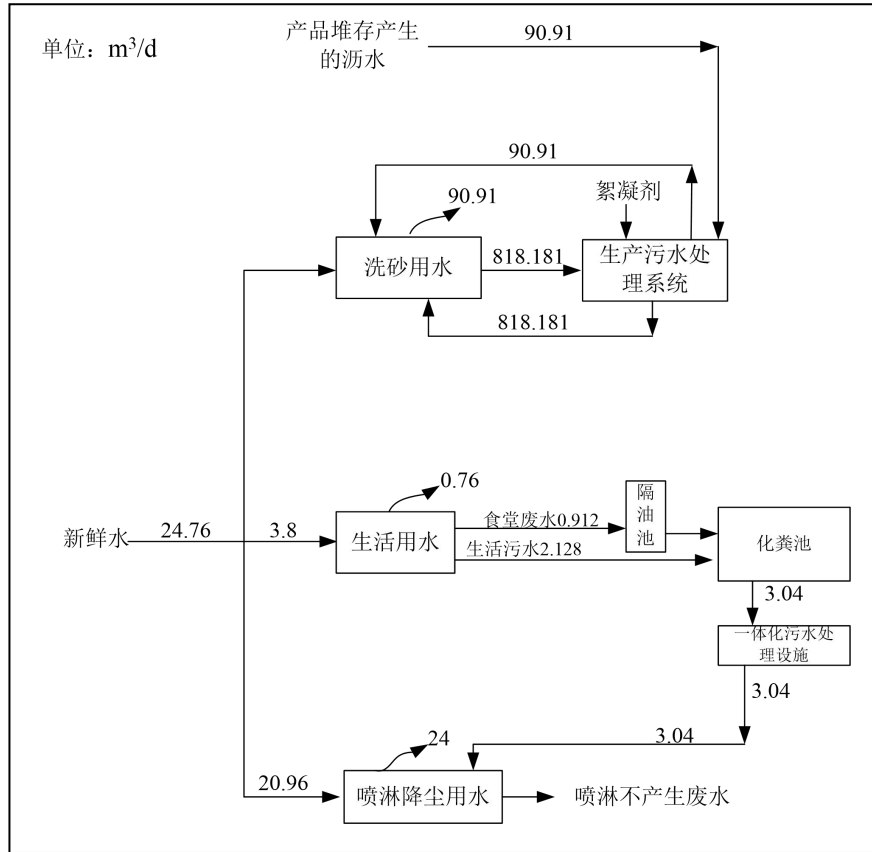 单位：m³/d
产品堆存产生
的沥水
90.91
90.91
90.91
絮凝剂
洗砂用水
818.181
生产污水处
理系统
818.181
0.76
新鲜水
24.76
3.8
生活用水
食堂废水0.912
生活污水2.128
隔
油
池
化粪池
3.04
一体化污水处
理设施
3.04
3.04
24
20.96
喷淋降尘用水
喷淋不产生废水